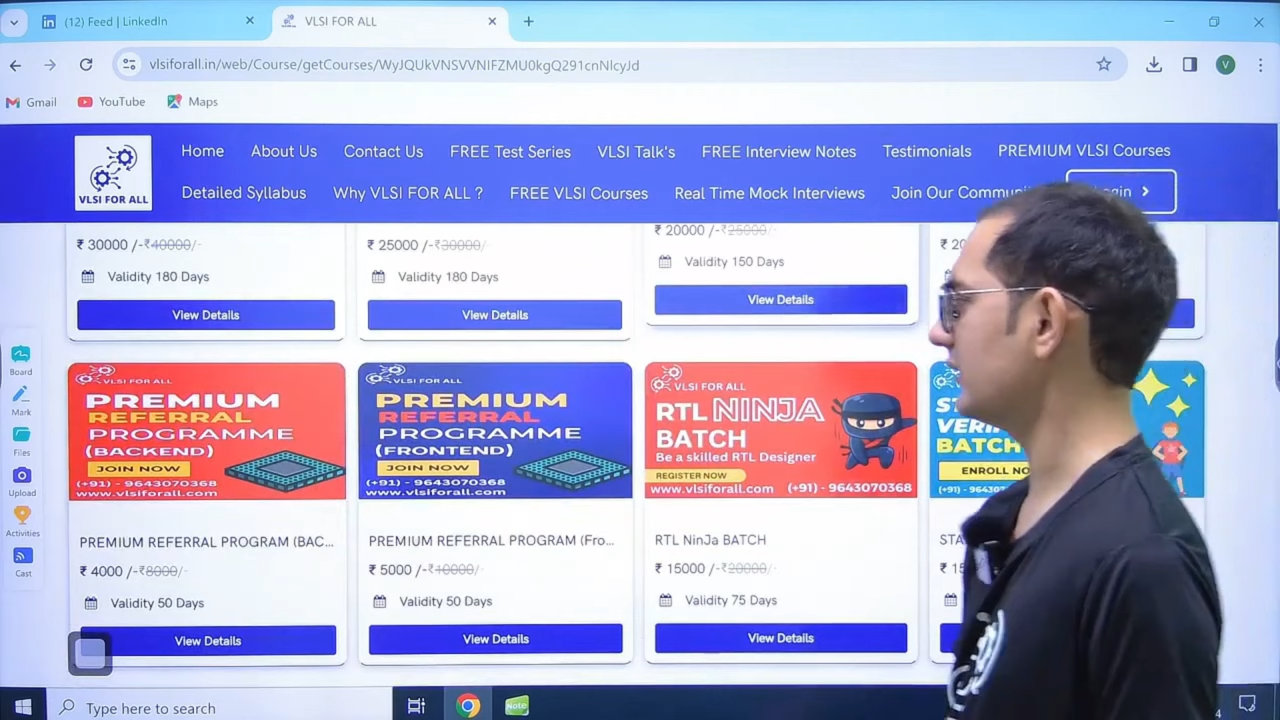 (12) Feed | LinkedIn
VLSI FOR ALL
vlsiforall.in/web/Course/getCourses/WyJQUkVNSVVNIFZMU0kgQ291cnNlcyJd
V
Gmail
YouTube
Maps
VLSI FOR ALL
Home
About Us
Contact Us
FREE Test Series
VLSI Talk's
FREE Interview Notes
Testimonials
PREMIUM VLSI Courses
Detailed Syllabus
Why VLSI FOR ALL ?
FREE VLSI Courses
Real Time Mock Interviews
Join Our
₹ 30000 /-₹40000/-
Validity 180 Days
View Details
₹ 25000 /-₹30000/-
Validity 180 Days
View Details
₹ 20000 /-₹25000/-
Validity 150 Days
View Details
Board
Mark
Files
Upload
Activities
Cast
VLSI FOR ALL
PREMIUM
REFERRAL
PROGRAMME
(BACKEND)
JOIN NOW
(+91) - 9643070368
www.vlsiforall.com
PREMIUM REFERRAL PROGRAM (BAC...
₹ 4000 /-₹8000/-
Validity 50 Days
View Details
VLSI FOR ALL
PREMIUM
REFERRAL
PROGRAMME
(FRONTEND)
JOIN NOW
(+91) - 9643070368
www.vlsiforall.com
PREMIUM REFERRAL PROGRAM (Fro...
₹ 5000 /-₹10000/-
Validity 50 Days
View Details
VLSI FOR ALL
RTL NINJA
BATCH
Be a skilled RTL Designer
REGISTER NOW
www.vlsiforall.com (+91) - 9643070368
RTL NinJa BATCH
₹ 15000 /-₹20000/-
Validity 75 Days
View Details
BATCH
ENROLL
Type here to search
Note